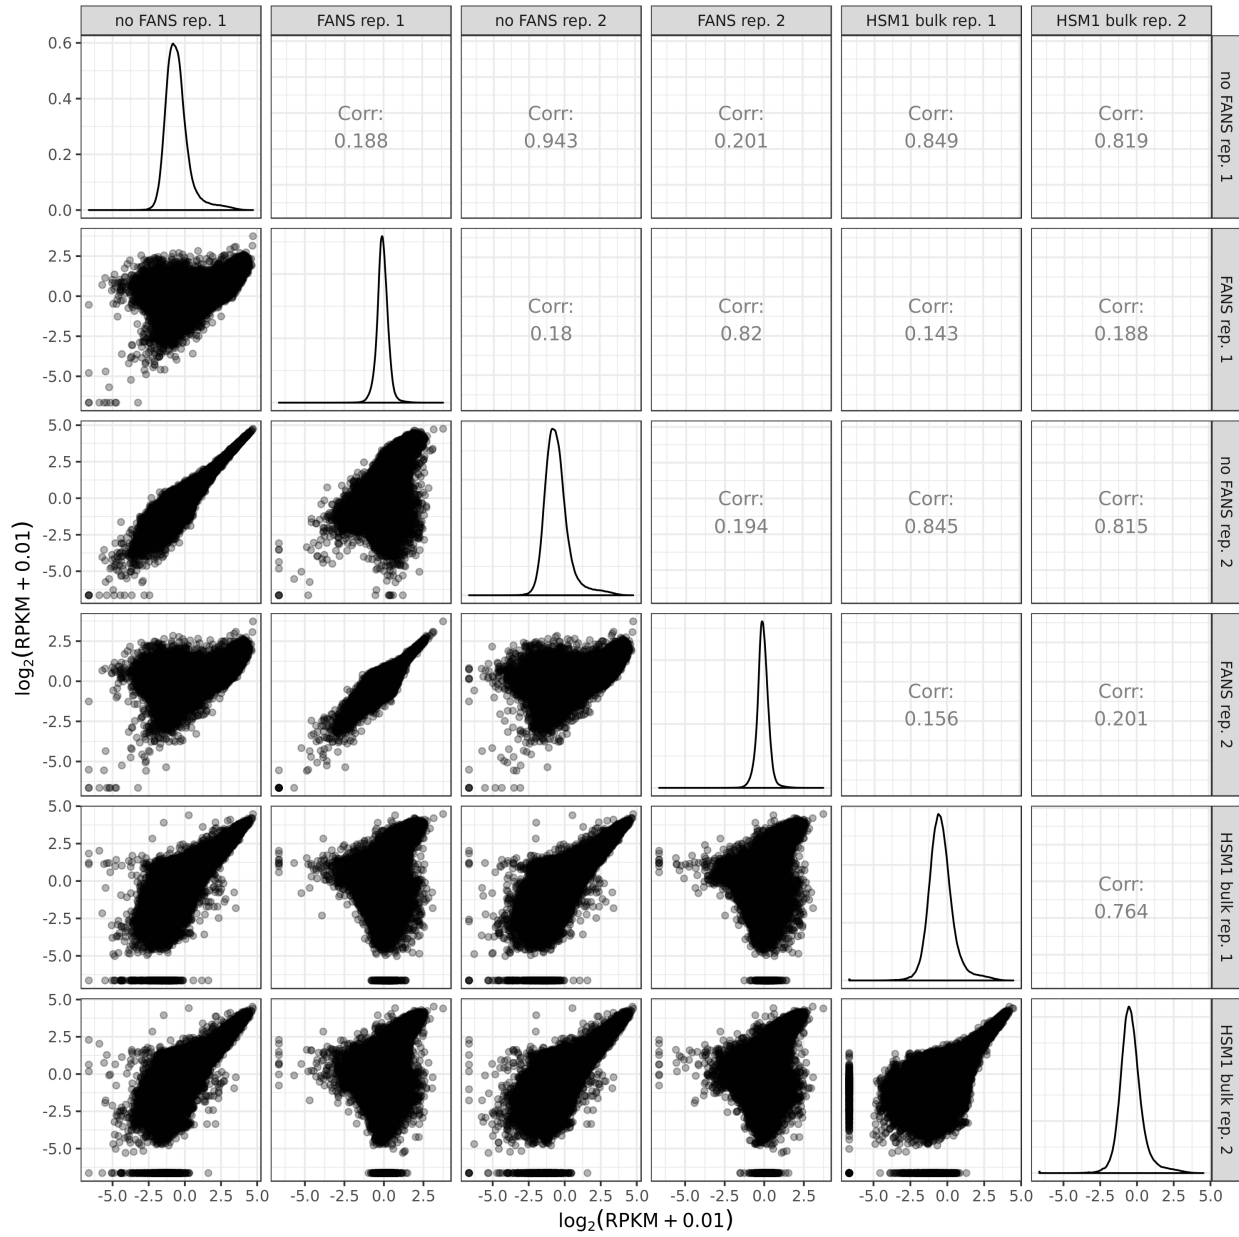 no FANS rep. 1
FANS rep. 1
no FANS rep. 2
FANS rep. 2
HSM1 bulk rep. 1
HSM1 bulk rep. 2
0.6
0.4
0.2
0.0
Corr:
0.188
Corr:
0.943
Corr:
0.201
Corr:
0.849
Corr:
0.819
no FANS rep. 1
2.5
0.0
-2.5
-5.0
Corr:
0.18
Corr:
0.82
Corr:
0.143
Corr:
0.188
FANS rep. 1
5.0
2.5
0.0
-2.5
-5.0
Corr:
0.194
Corr:
0.845
Corr:
0.815
no FANS rep. 2
2.5
0.0
-2.5
-5.0
Corr:
0.156
Corr:
0.201
FANS rep. 2
5.0
2.5
0.0
-2.5
-5.0
Corr:
0.764
HSM1 bulk rep. 1
5.0
2.5
0.0
-2.5
-5.0
HSM1 bulk rep. 2
log₂(RPKM + 0.01)
-5.0 -2.5 0.0 2.5 5.0
-5.0 -2.5 0.0 2.5
-5.0 -2.5 0.0 2.5 5.0
-5.0 -2.5 0.0 2.5
-5.0 -2.5 0.0 2.5 5.0
-5.0 -2.5 0.0 2.5 5.0
log₂(RPKM + 0.01)